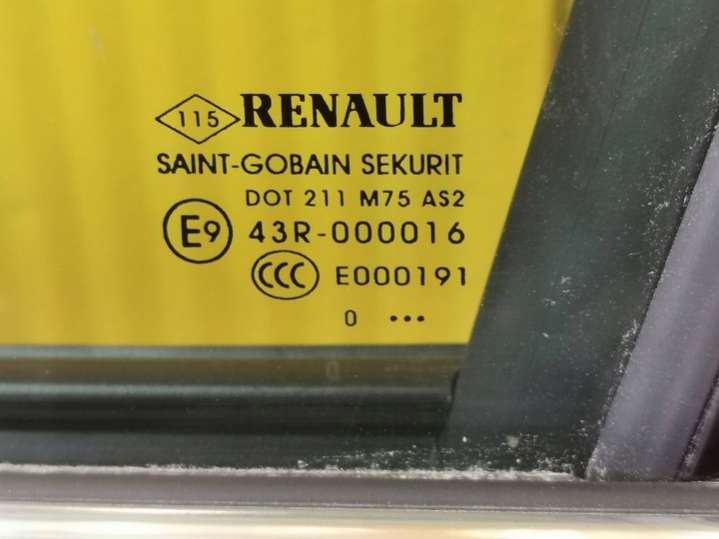 115 RENAULT
SAINT-GOBAIN SEKURIT
DOT 211 M75 AS2
E9 43R-000016
CCC E000191
0 •••